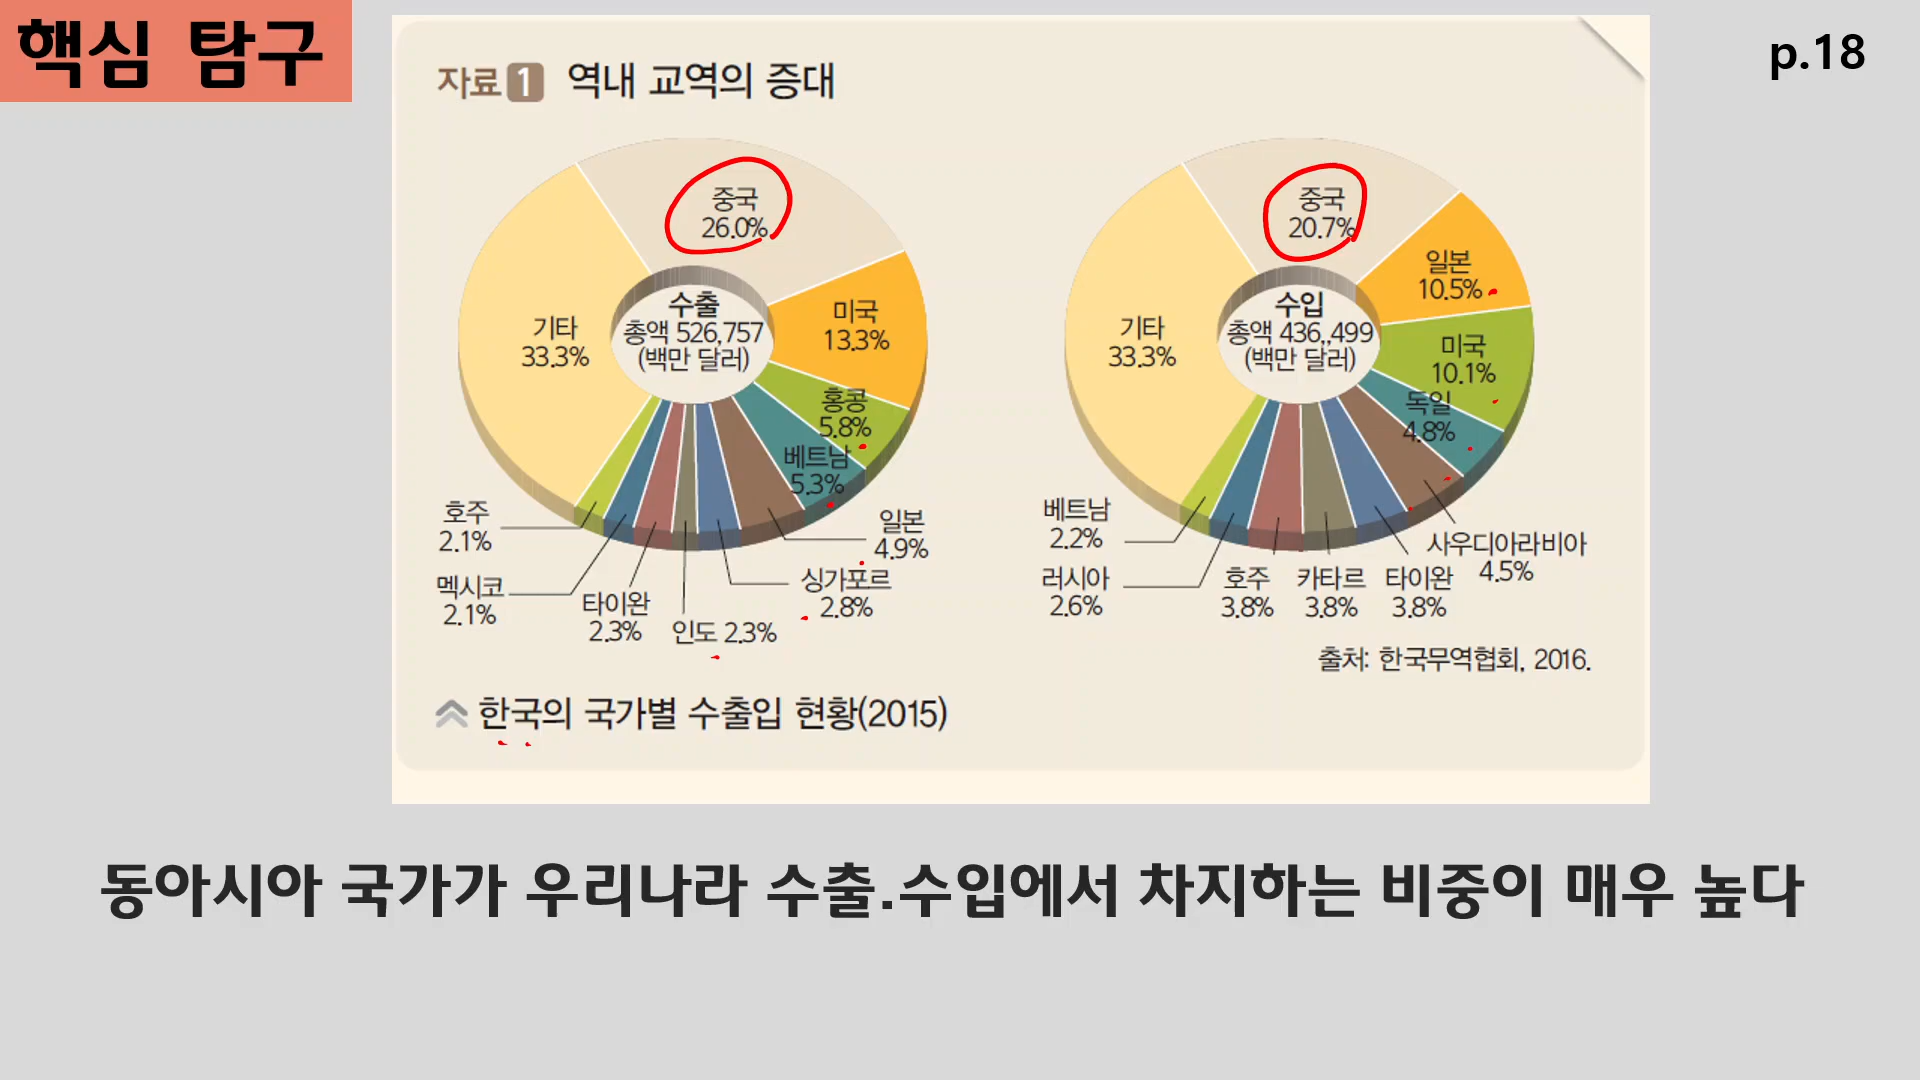 핵심 탐구
p.18
자료 1 역내 교역의 증대
중국
26.0%
미국
13.3%
홍콩
5.8%
베트남
5.3%
일본
4.9%
싱가포르
2.8%
인도 2.3%
타이완
2.3%
멕시코
2.1%
호주
2.1%
기타
33.3%
수출
총액 526,757
(백만 달러)
중국
20.7%
일본
10.5%
미국
10.1%
독일
4.8%
사우디아라비아
4.5%
타이완
3.8%
카타르
3.8%
호주
3.8%
러시아
2.6%
베트남
2.2%
기타
33.3%
수입
총액 436,,499
(백만 달러)
출처: 한국무역협회, 2016.
한국의 국가별 수출입 현황(2015)
동아시아 국가가 우리나라 수출.수입에서 차지하는 비중이 매우 높다